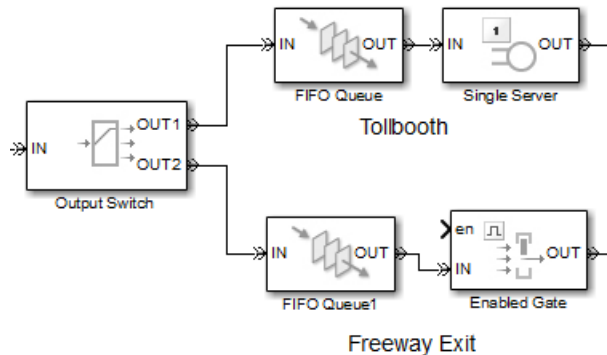 IN
OUT
FIFO Queue
IN
1
OUT
Single Server
Tollbooth
IN
OUT1
OUT2
Output Switch
IN
OUT
FIFO Queue1
en
IN
OUT
Enabled Gate
Freeway Exit